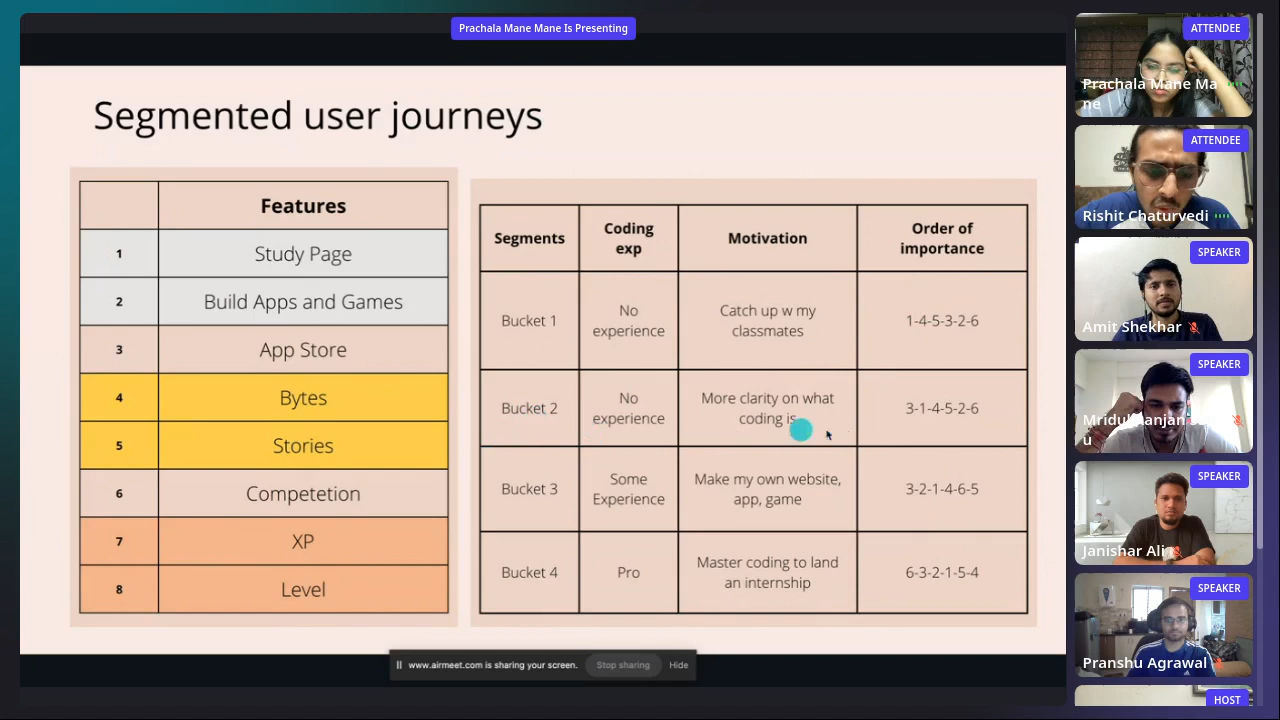 Prachala Mane Mane Is Presenting
Segmented user journeys
Features
1 Study Page
2 Build Apps and Games
3 App Store
4 Bytes
5 Stories
6 Competetion
7 XP
8 Level
Segments Coding exp Motivation Order of importance
Bucket 1 No experience Catch up w my classmates 1-4-5-3-2-6
Bucket 2 No experience More clarity on what coding is 3-1-4-5-2-6
Bucket 3 Some Experience Make my own website, app, game 3-2-1-4-6-5
Bucket 4 Pro Master coding to land an internship 6-3-2-1-5-4
www.airmeet.com is sharing your screen. Stop sharing Hide
ATTENDEE
Prachala Mane Ma
ne
ATTENDEE
Rishit Chaturvedi
SPEAKER
Amit Shekhar
SPEAKER
u
SPEAKER
Janishar Ali
SPEAKER
Pranshu Agrawal
HOST